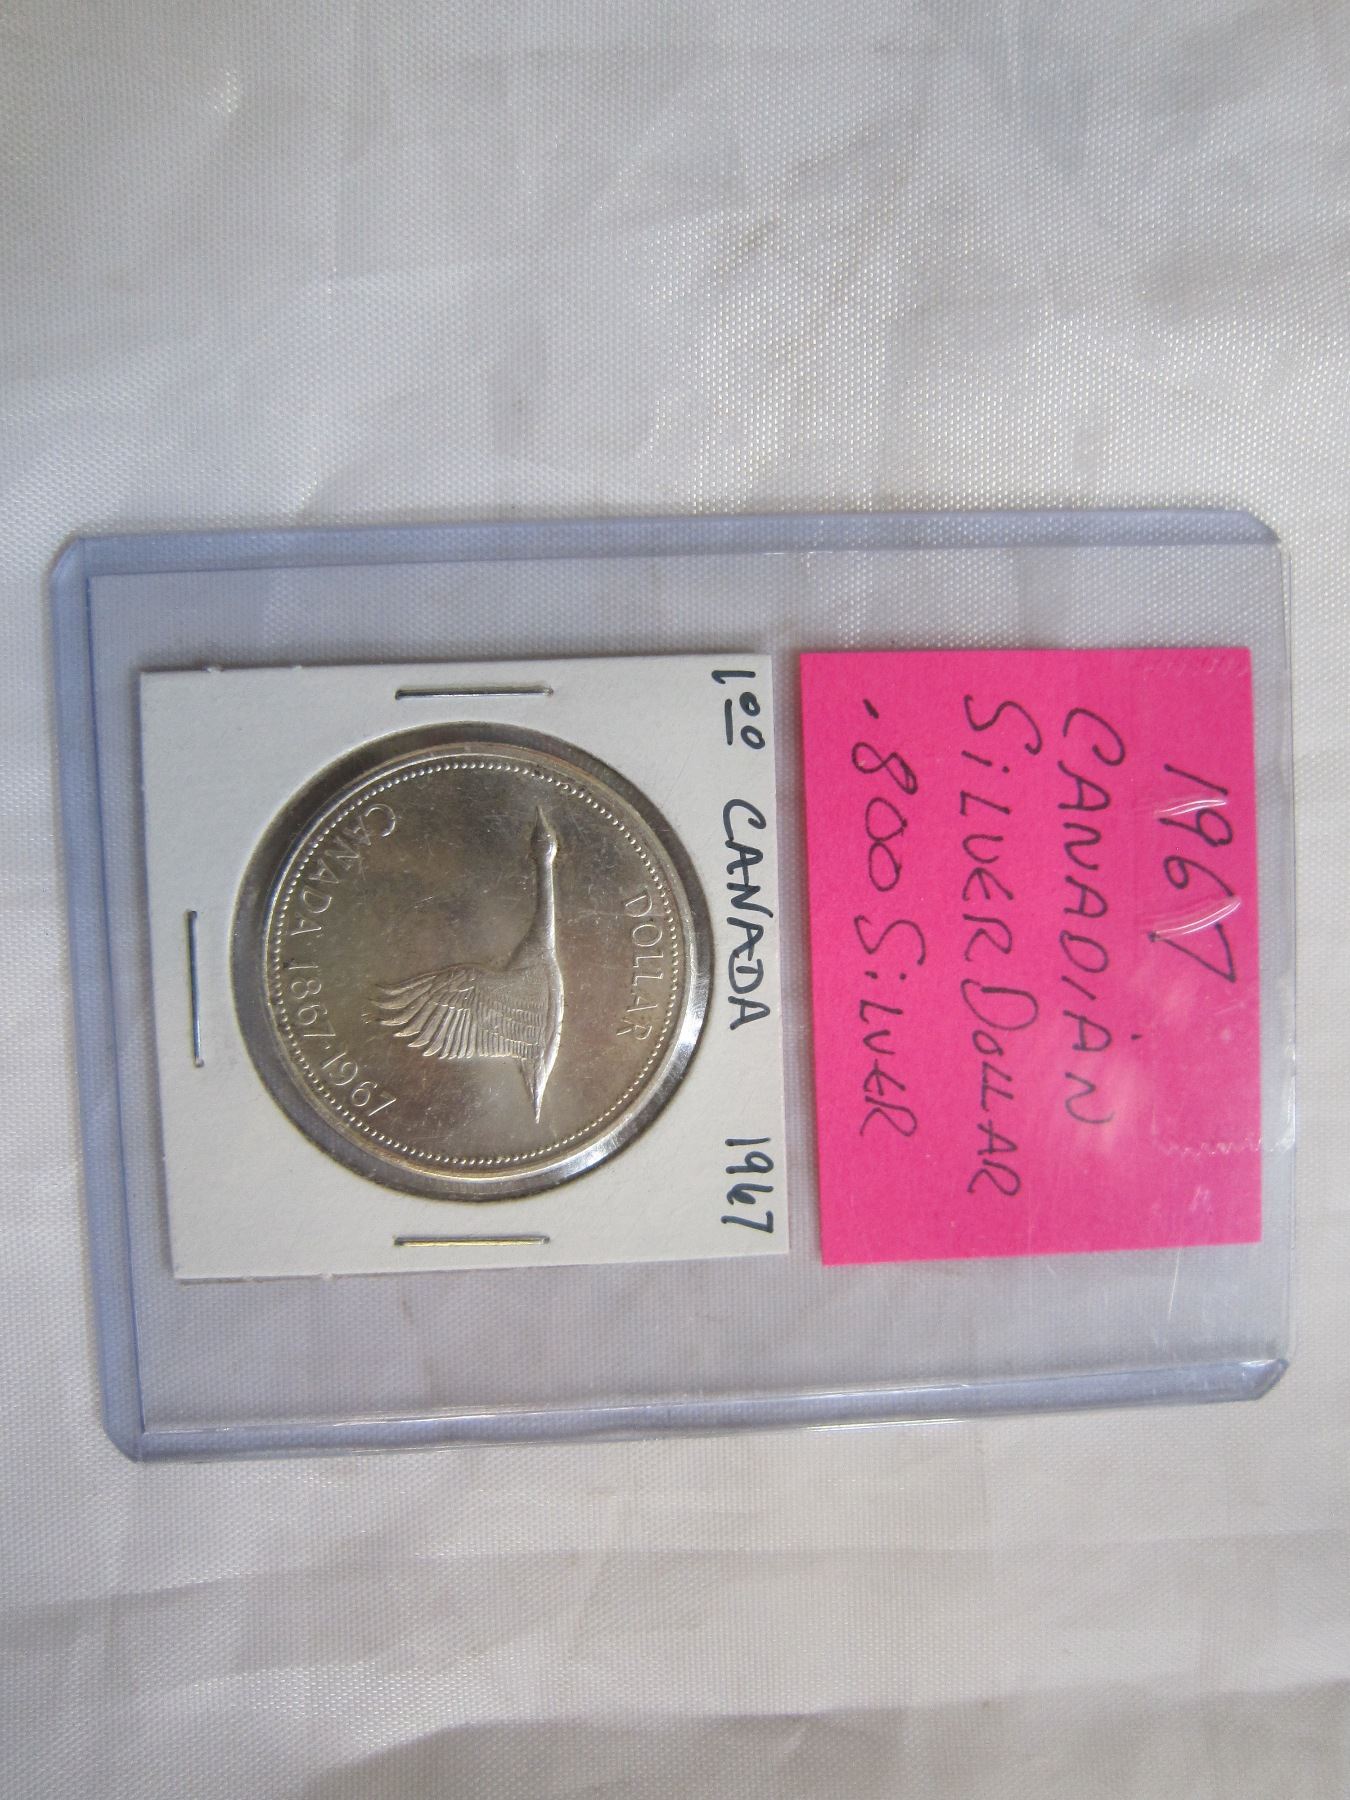 1967
CANADIAN
SILVER DOLLAR
.800 SILVER
1.00 CANADA 1967
DOLLAR
CANADA 1867-1967